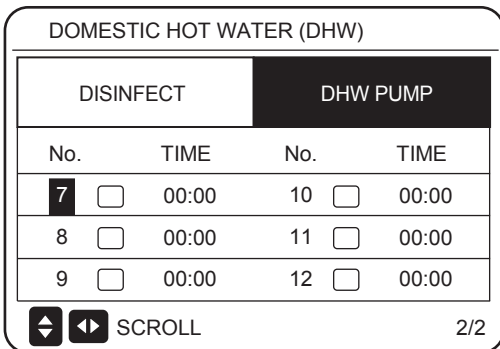 DOMESTIC HOT WATER (DHW)
DISINFECT DHW PUMP
No. TIME No. TIME
7 00:00 10 00:00
8 00:00 11 00:00
9 00:00 12 00:00
SCROLL 2/2